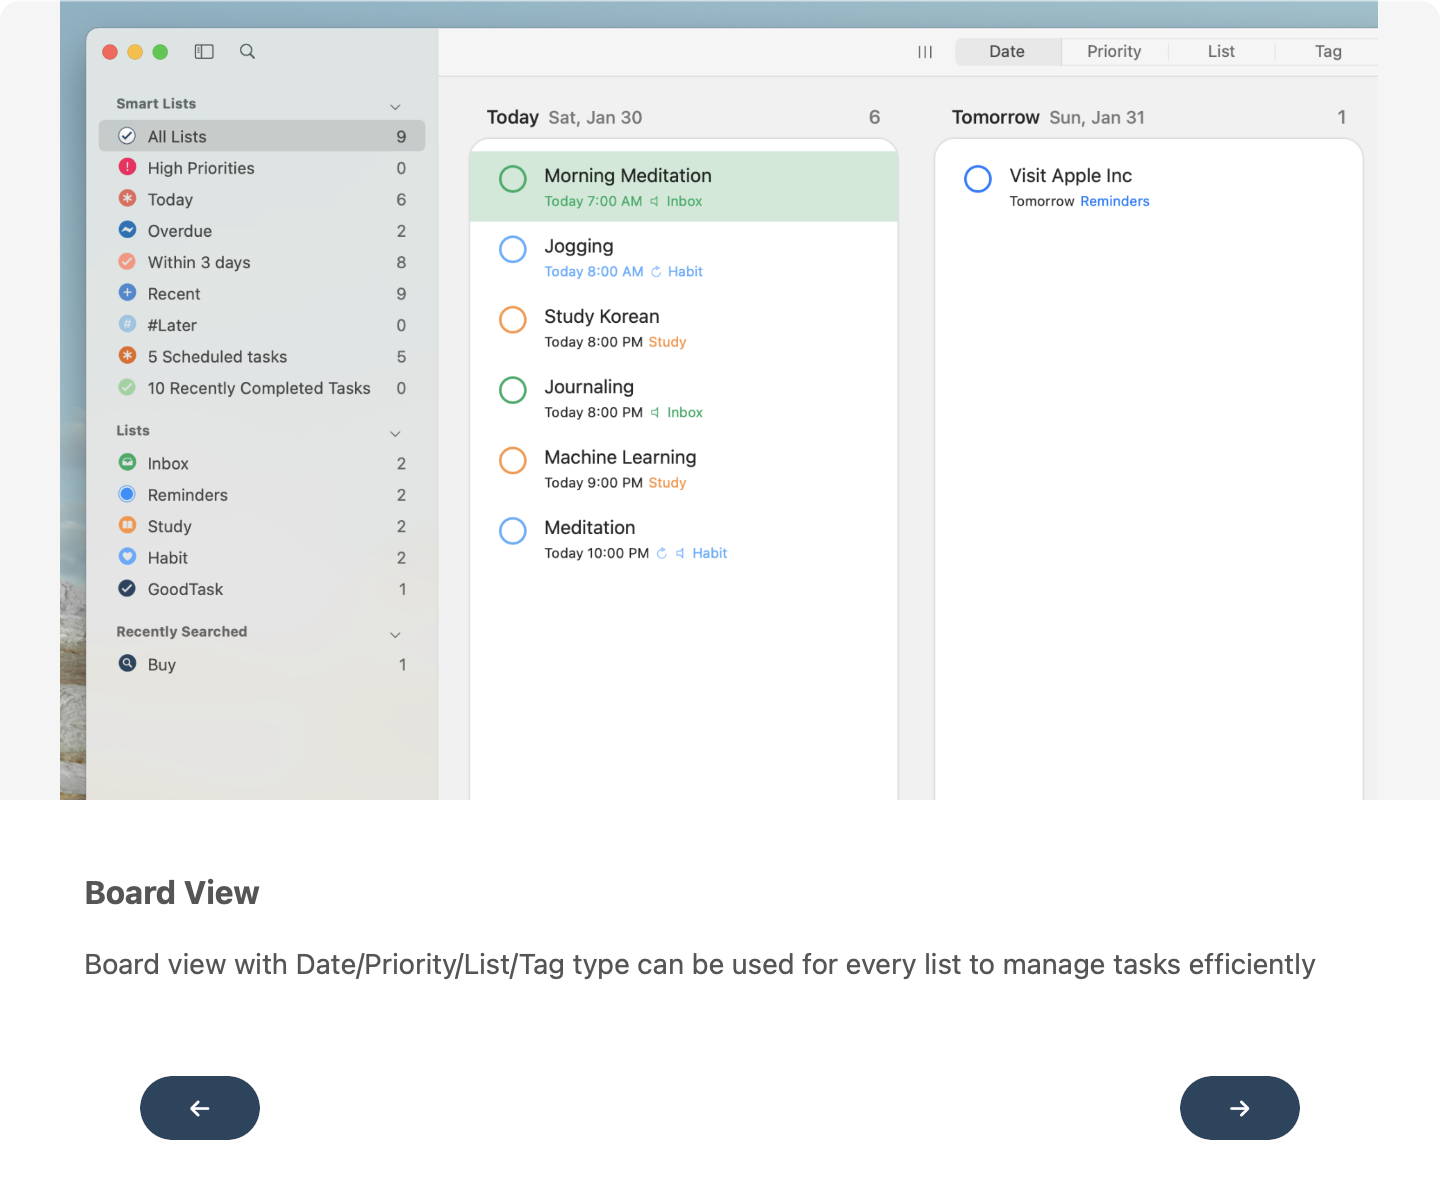 Date Priority List Tag
Smart Lists
All Lists 9
High Priorities 0
Today 6
Overdue 2
Within 3 days 8
Recent 9
#Later 0
5 Scheduled tasks 5
10 Recently Completed Tasks 0
Lists
Inbox 2
Reminders 2
Study 2
Habit 2
GoodTask 1
Recently Searched
Buy 1
Today Sat, Jan 30 6
Morning Meditation
Today 7:00 AM Inbox
Jogging
Today 8:00 AM Habit
Study Korean
Today 8:00 PM Study
Journaling
Today 8:00 PM Inbox
Machine Learning
Today 9:00 PM Study
Meditation
Today 10:00 PM Habit
Tomorrow Sun, Jan 31 1
Visit Apple Inc
Tomorrow Reminders
Board View
Board view with Date/Priority/List/Tag type can be used for every list to manage tasks efficiently